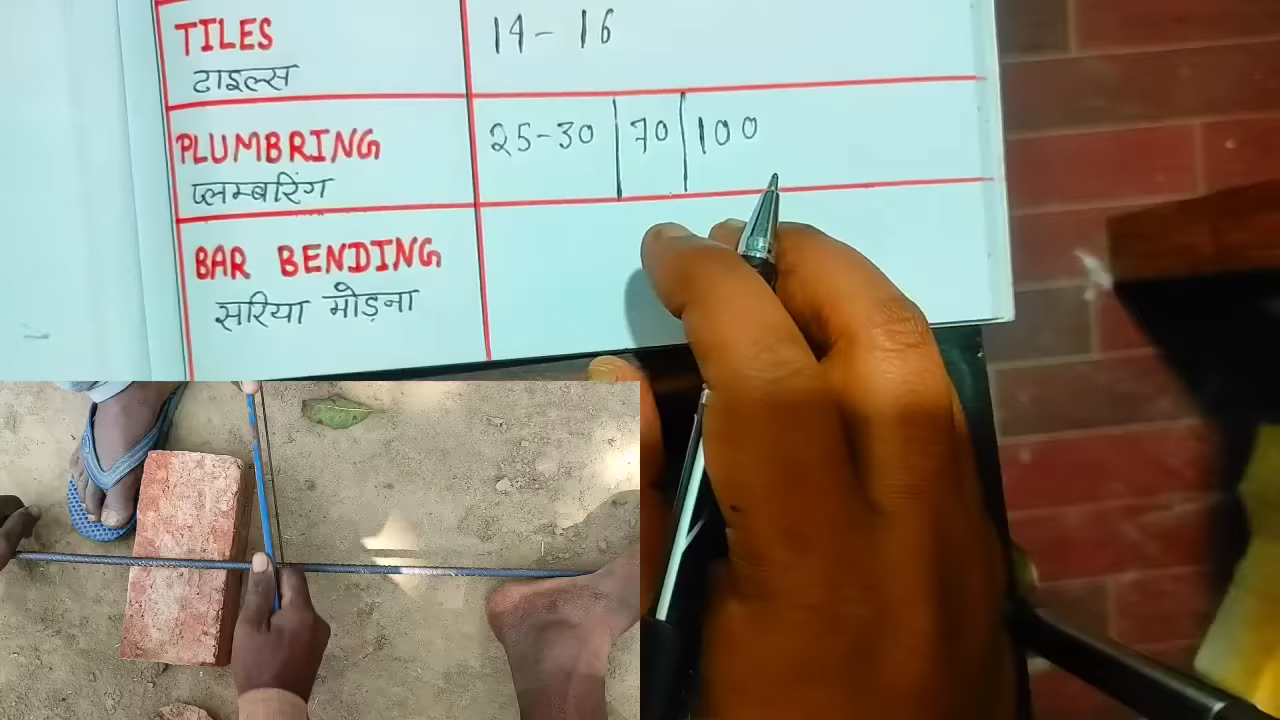 TILES
टाइल्स
14- 16
PLUMBRING
प्लम्बरिंग
25-30 | 70 | 100
BAR BENDING
सरिया मोड़ना